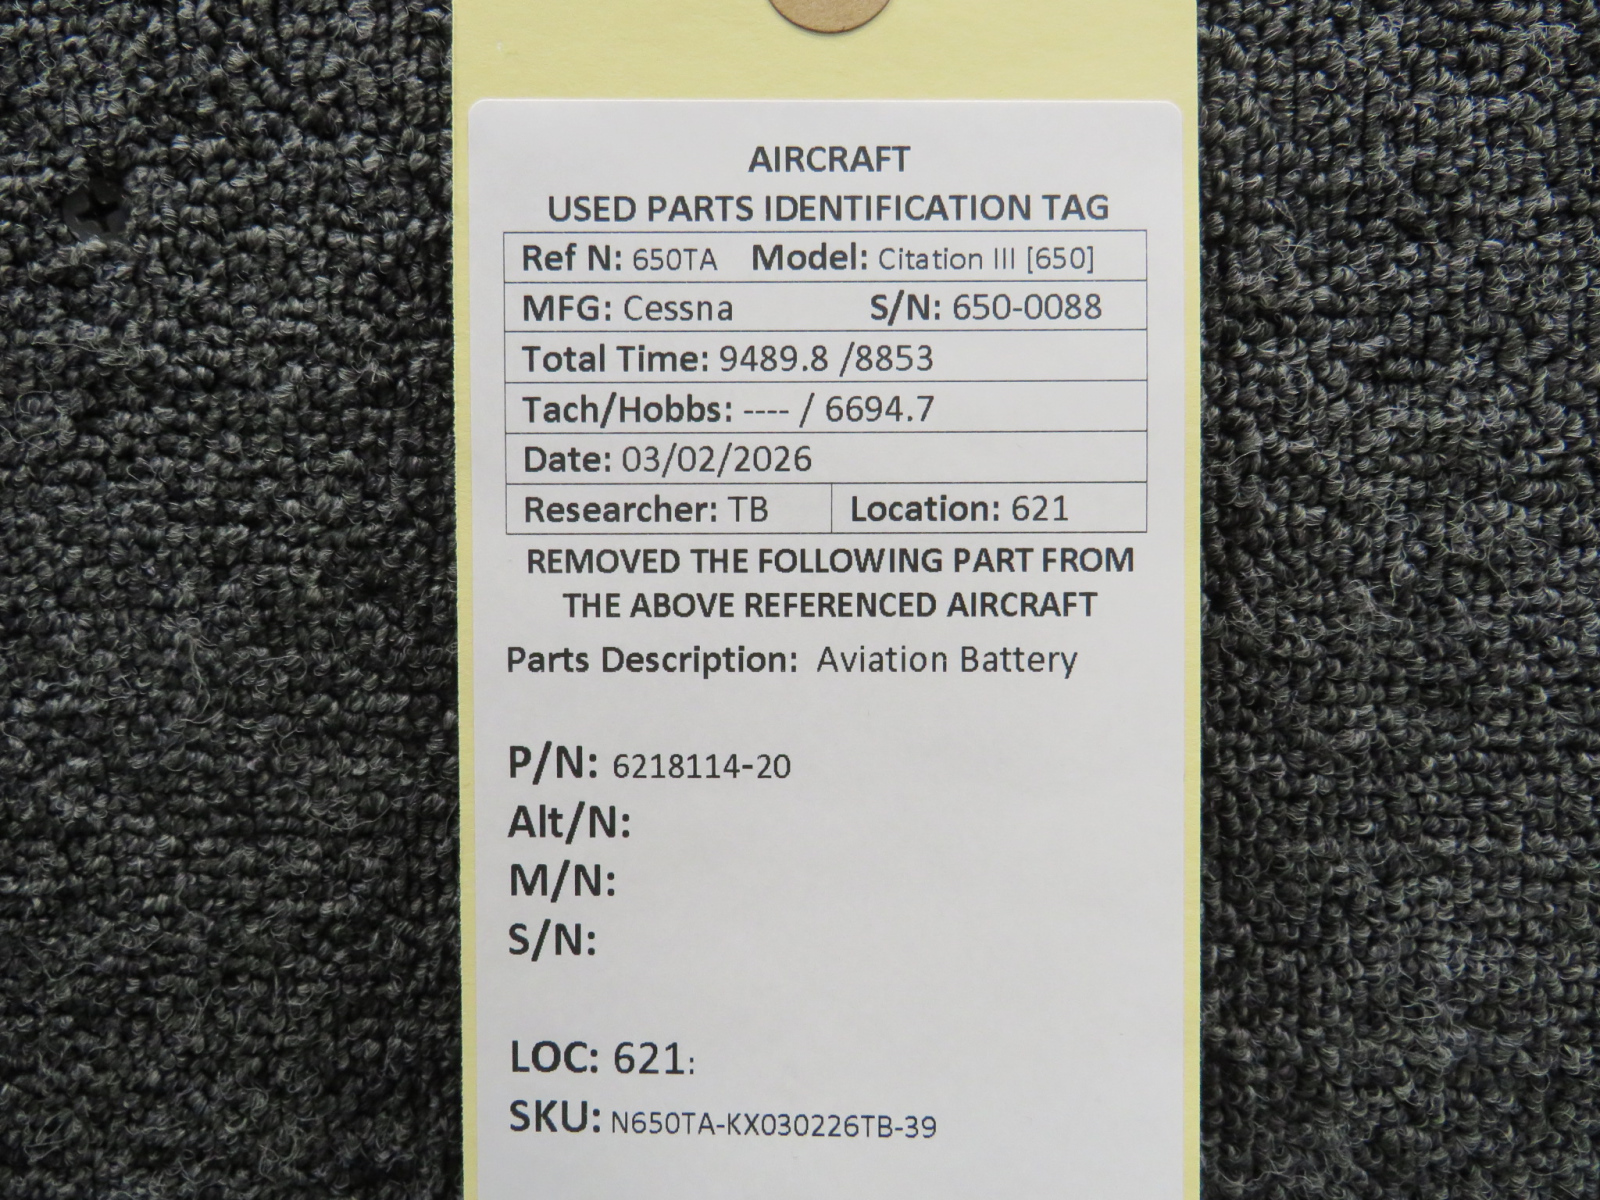 AIRCRAFT
USED PARTS IDENTIFICATION TAG
Ref N: 650TA Model: Citation III [650]
MFG: Cessna S/N: 650-0088
Total Time: 9489.8 /8853
Tach/Hobbs: ---- / 6694.7
Date: 03/02/2026
Researcher: TB Location: 621
REMOVED THE FOLLOWING PART FROM
THE ABOVE REFERENCED AIRCRAFT
Parts Description: Aviation Battery
P/N: 6218114-20
Alt/N:
M/N:
S/N:
LOC: 621:
SKU: N650TA-KX030226TB-39